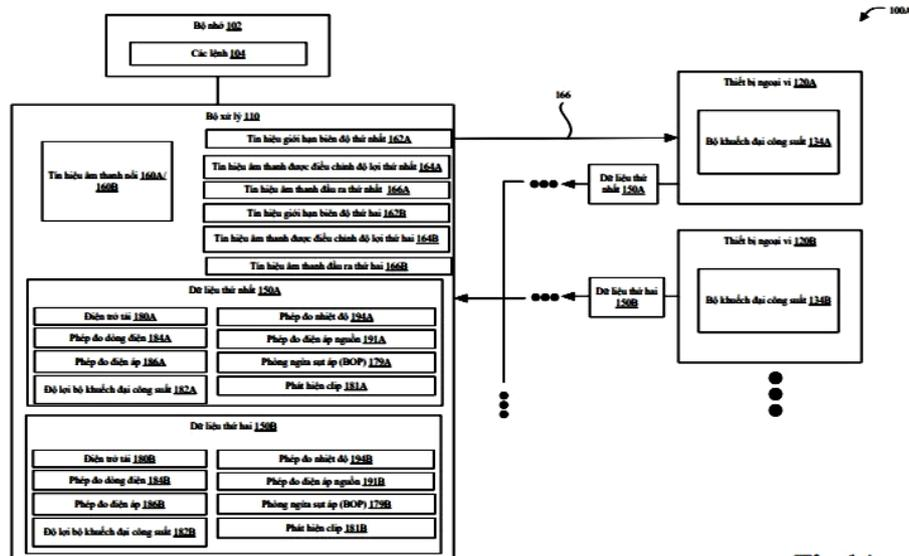 100A
Bộ nhớ 102
Các lệnh 104
Bộ xử lý 110
Tín hiệu âm thanh nối 160A/
160B
Tín hiệu giới hạn biên độ thứ nhất 162A
Tín hiệu âm thanh được điều chỉnh độ lợi thứ nhất 164A
Tín hiệu âm thanh đầu ra thứ nhất 166A
Tín hiệu giới hạn biên độ thứ hai 162B
Tín hiệu âm thanh được điều chỉnh độ lợi thứ hai 164B
Tín hiệu âm thanh đầu ra thứ hai 166B
Dữ liệu thứ nhất 150A
Điện trở tải 180A
Phép đo dòng điện 184A
Phép đo điện áp 186A
Độ lợi bộ khuếch đại công suất 182A
Phép đo nhiệt độ 194A
Phép đo điện áp nguồn 191A
Phòng ngừa sụt áp (BOP) 179A
Phát hiện clip 181A
Dữ liệu thứ hai 150B
Điện trở tải 180B
Phép đo dòng điện 184B
Phép đo điện áp 186B
Độ lợi bộ khuếch đại công suất 182B
Phép đo nhiệt độ 194B
Phép đo điện áp nguồn 191B
Phòng ngừa sụt áp (BOP) 179B
Phát hiện clip 181B
166
Thiết bị ngoại vi 120A
Bộ khuếch đại công suất 134A
Dữ liệu thứ
nhất 150A
Thiết bị ngoại vi 120B
Bộ khuếch đại công suất 134B
Dữ liệu thứ hai
150B